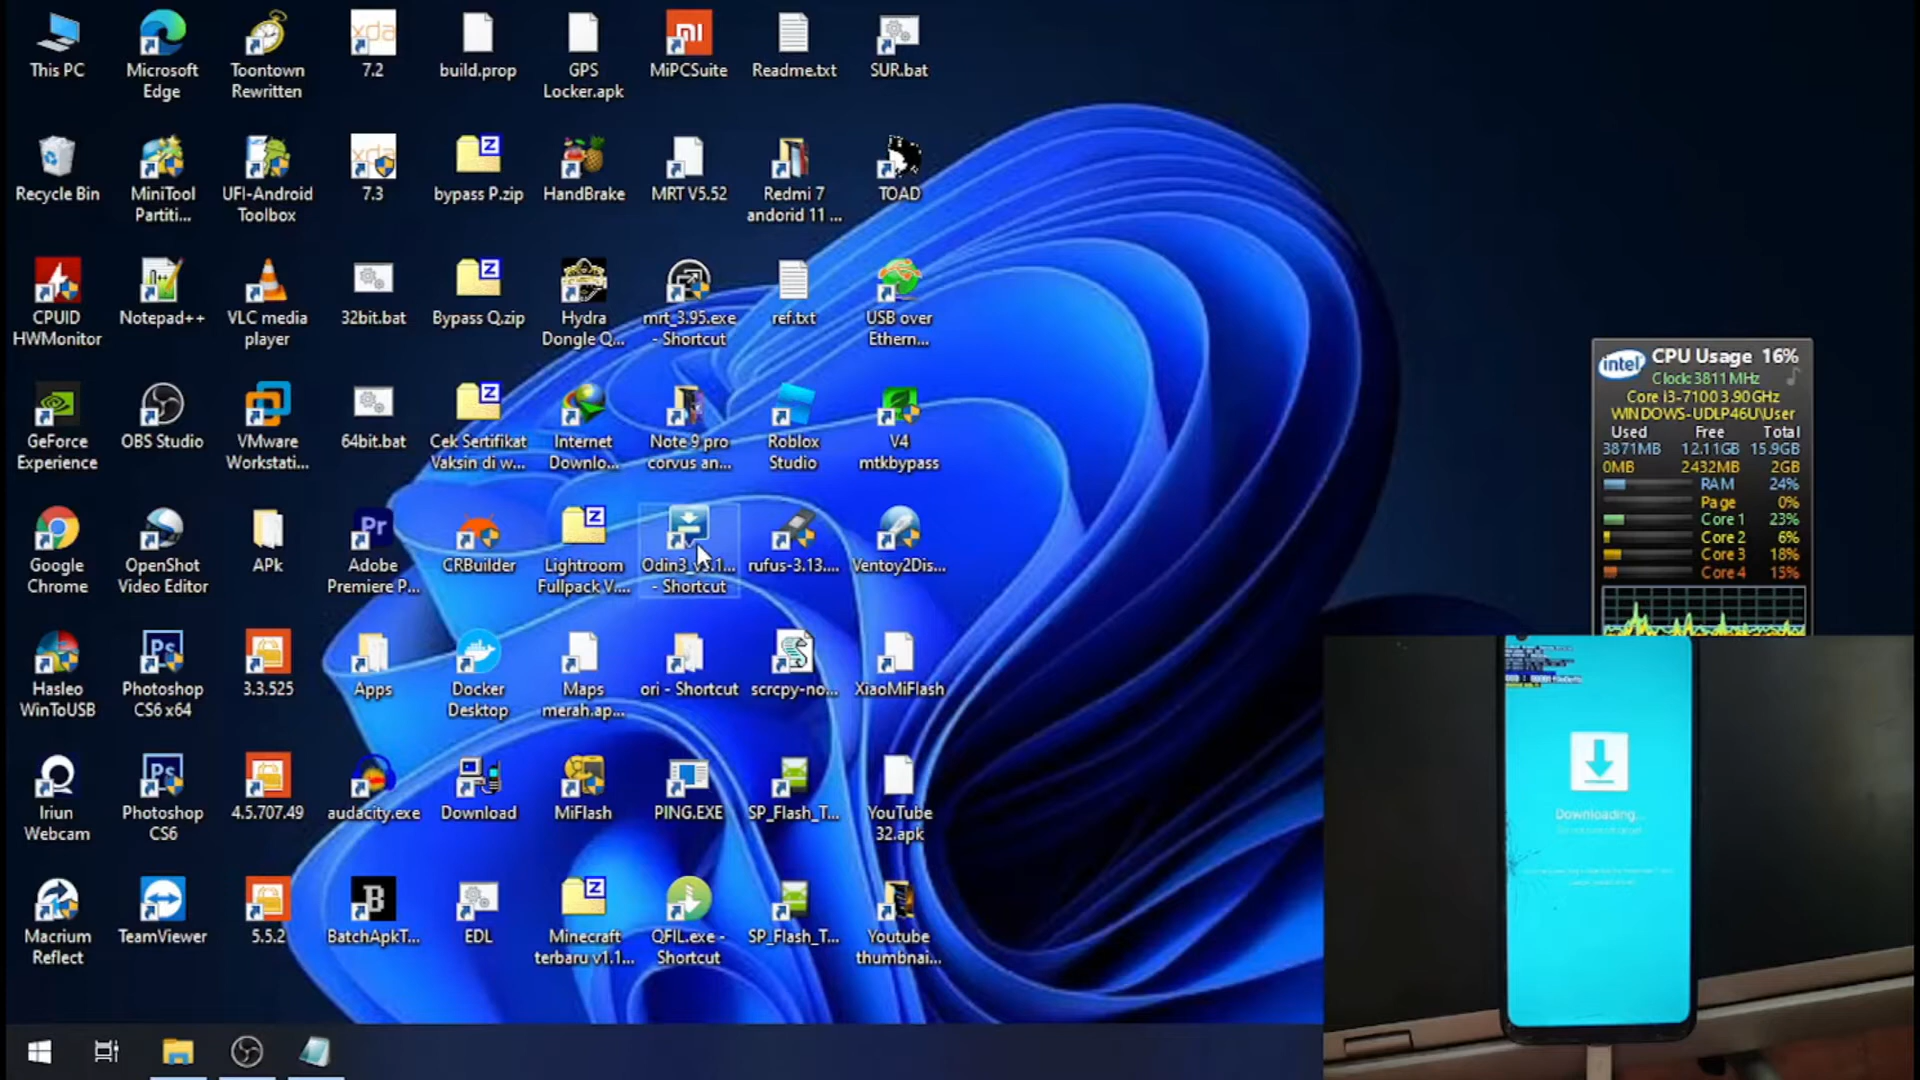 This PC
Microsoft
Edge
Toontown
Rewritten
xda
7.2
build.prop
GPS
Locker.apk
MiPCSuite
Readme.txt
SUR.bat
Recycle Bin
MiniTool
Partiti...
UFI-Android
Toolbox
7.3
bypass P.zip
HandBrake
MRT V5.52
Redmi 7
andorid 11 ...
TOAD
CPUID
HWMonitor
Notepad++
VLC media
player
32bit.bat
Bypass Q.zip
Hydra
Dongle Q...
mrt_3.95.exe
- Shortcut
ref.txt
USB over
Ethern...
GeForce
Experience
OBS Studio
VMware
Workstati...
64bit.bat
Cek Sertifikat
Vaksin di w...
Internet
Downlo...
Note 9 pro
corvus an...
Roblox
Studio
V4
mtkbypass
Google
Chrome
OpenShot
Video Editor
APk
Adobe
Premiere P...
CRBuilder
Lightroom
Fullpack V....
- Shortcut
rufus-3.13....
Ventoy2Dis...
Hasleo
WinToUSB
Photoshop
CS6 x64
3.3.525
Apps
Docker
Desktop
Maps
merah.ap...
ori - Shortcut
scrcpy-no...
XiaoMiFlash
Iriun
Webcam
Photoshop
CS6
4.5.707.49
audacity.exe
Download
MiFlash
PING.EXE
SP_Flash_T...
YouTube
32.apk
Macrium
Reflect
TeamViewer
5.5.2
BatchApkT...
EDL
Minecraft
terbaru v1.1...
QFIL.exe -
Shortcut
SP_Flash_T...
Youtube
thumbnai...
intel
CPU Usage 16%
Clock: 3811 MHz
Core i3-7100 3.90GHz
WINDOWS-UDLP46U\User
Used Free Total
3871MB 12.11GB 15.9GB
0MB 2432MB 2GB
RAM 24%
Page 0%
Core 1 23%
Core 2 6%
Core 3 18%
Core 4 15%
Downloading...